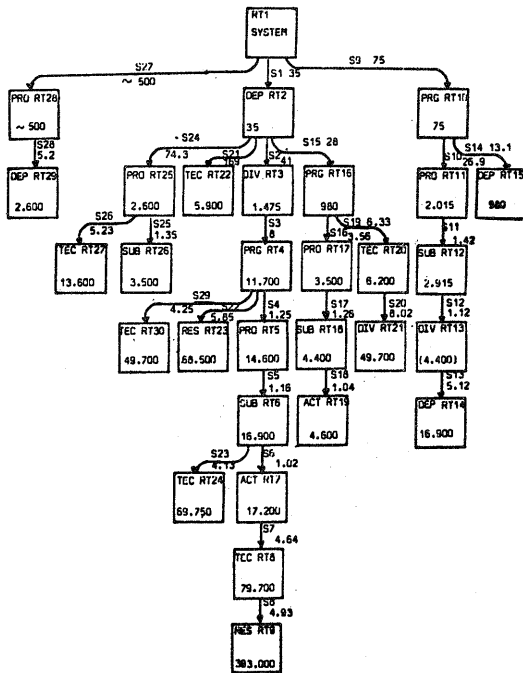 RT1
SYSTEM
S27
~ 500
S1 35
S9 75
PRO RT28
~ 500
DEP RT2
35
PRG RT10
75
S28
5.2
S24
74.3
S21
169
S2
41
S15 28
S10
26.9
S14 13.1
DEP RT29
2.600
PRO RT25
2.600
TEC RT22
5.900
DIV RT3
1.475
PRG RT16
980
PRO RT11
2.015
DEP RT15
980
S26
5.23
S25
1.35
S3
8
S16
3.56
S19 6.33
S11
1.42
TEC RT27
13.600
SUB RT26
3.500
PRG RT4
11.700
PRO RT17
3.500
TEC RT20
6.200
SUB RT12
2.915
S29
4.25
5.85
S4
1.25
S17
1.26
S20
8.02
S12
1.12
TEC RT30
49.700
RES RT23
68.500
PRO RT5
14.600
SUB RT18
4.400
DIV RT21
49.700
DIV RT13
(4.400)
S5
1.16
S18
1.04
S13
5.12
SUB RT6
16.900
ACT RT19
4.600
DEP RT14
16.900
S23
4.13
S6
1.02
TEC RT24
69.750
ACT RT7
17.200
S7
4.64
TEC RT8
79.700
S8
4.93
RES RT9
393.000